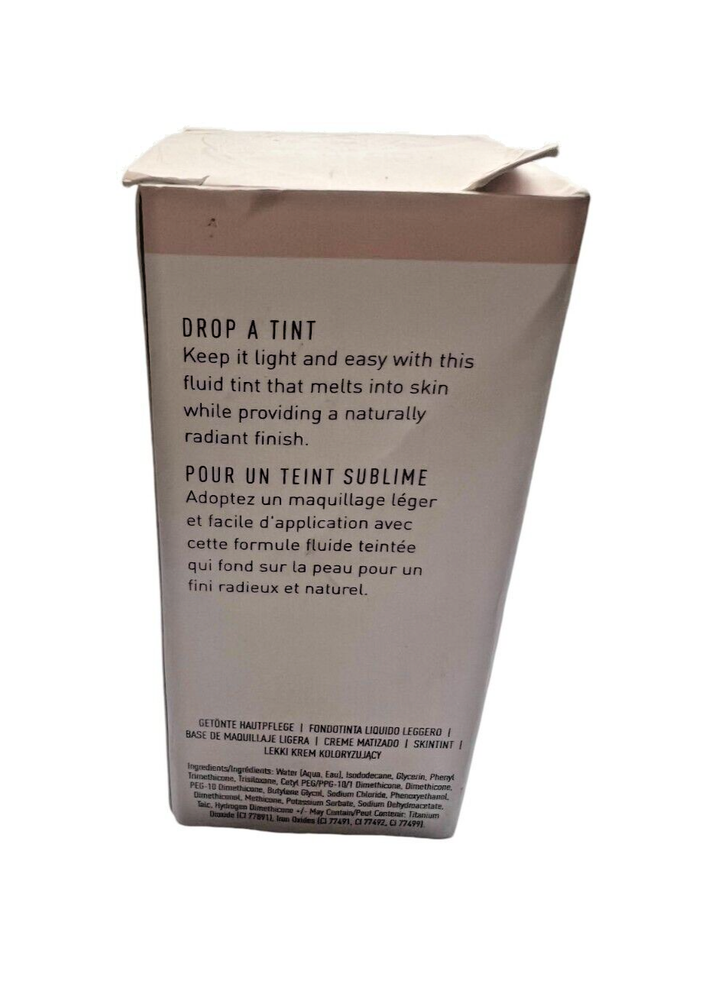 DROP A TINT
Keep it light and easy with this
fluid tint that melts into skin
while providing a naturally
radiant finish.
POUR UN TEINT SUBLIME
Adoptez un maquillage léger
et facile d'application avec
cette formule fluide teintée
qui fond sur la peau pour un
fini radieux et naturel.
GETÖNTE HAUTPFLEGE | FONDOTINTA LIQUIDO LEGGERO |
BASE DE MAQUILLAJE LIGERA | CREME MATIZADO | SKINTINT |
LEKKI KREM KOLORYZUJĄCY
Ingredients/Ingrédients: Water (Aqua, Eau), Isododecane, Glycerin, Phenyl
Trimethicone, Trisiloxane, Cetyl PEG/PPG-10/1 Dimethicone, Dimethicone,
PEG-10 Dimethicone, Butylene Glycol, Sodium Chloride, Phenoxyethanol,
Dimethiconol, Methicone, Potassium Sorbate, Sodium Dehydroacetate,
Talc, Hydrogen Dimethicone +/- May Contain/Peut Contenir: Titanium
Dioxide (CI 77891), Iron Oxides (CI 77491, CI 77492, CI 77499).